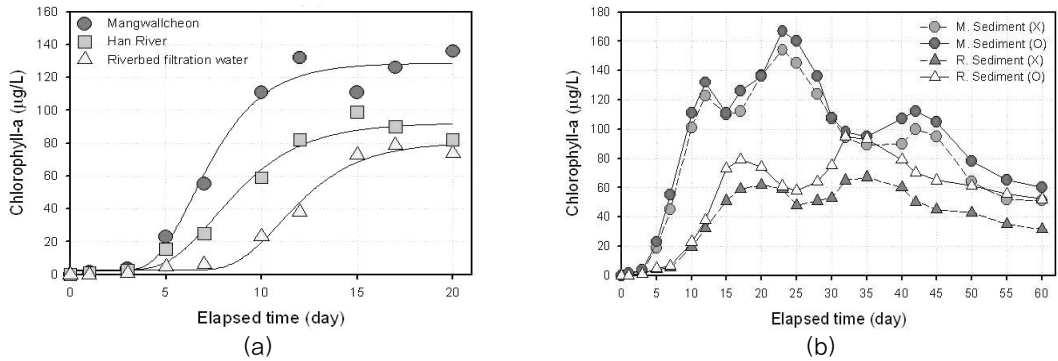 (a)
Mangwallcheon
Han River
Riverbed filtration water
Chlorophyll-a (μg/L)
160
140
120
100
80
60
40
20
0
0 5 10 15 20
Elapsed time (day)
(a)
(b)
M. Sediment (X)
M. Sediment (O)
R. Sediment (X)
R. Sediment (O)
Chlorophyll-a (μg/L)
180
160
140
120
100
80
60
40
20
0
0 5 10 15 20 25 30 35 40 45 50 55 60
Elapsed time (day)
(b)